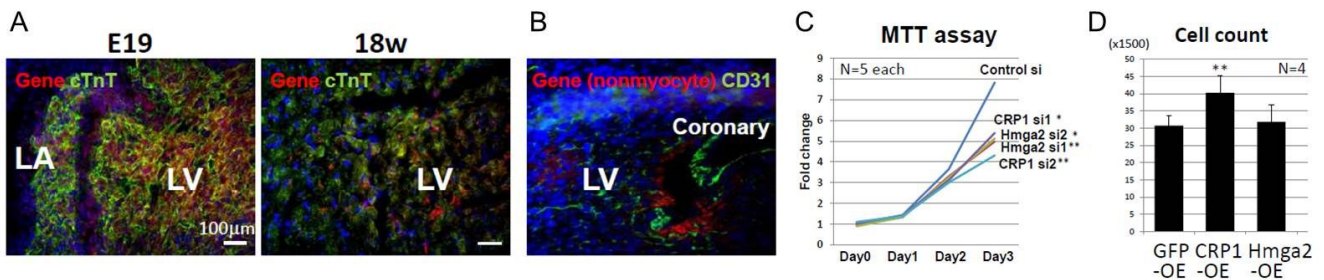 A
E19
Gene cTnT
LA
LV
100μm
18w
Gene cTnT
LV
B
Gene (nonmyocyte) CD31
Coronary
LV
C
MTT assay
N=5 each
Control si
CRP1 si1 *
Hmga2 si2 *
Hmga2 si1**
CRP1 si2**
Fold change
9
8
7
6
5
4
3
2
1
0
Day0 Day1 Day2 Day3
D
Cell count
(x1500)
N=4
**
50
45
40
35
30
25
20
15
10
5
0
GFP CRP1 Hmga2
-OE -OE -OE